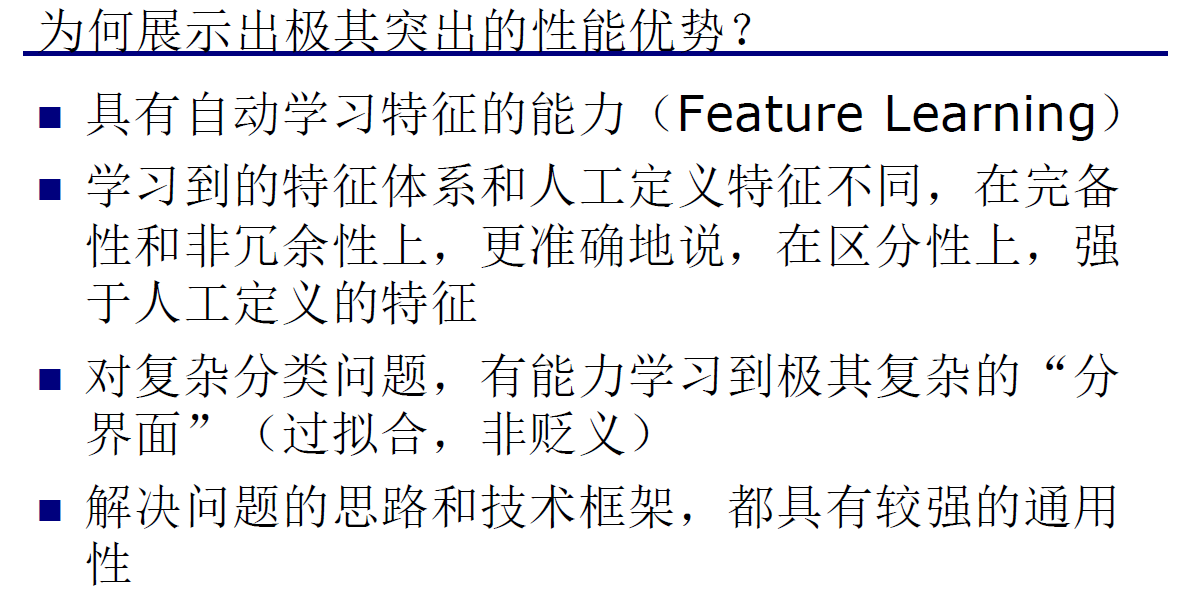 为何展示出极其突出的性能优势？
■ 具有自动学习特征的能力（Feature Learning）
■ 学习到的特征体系和人工定义特征不同，在完备
性和非冗余性上，更准确地说，在区分性上，强
于人工定义的特征
■ 对复杂分类问题，有能力学习到极其复杂的“分
界面”（过拟合，非贬义）
■ 解决问题的思路和技术框架，都具有较强的通用
性